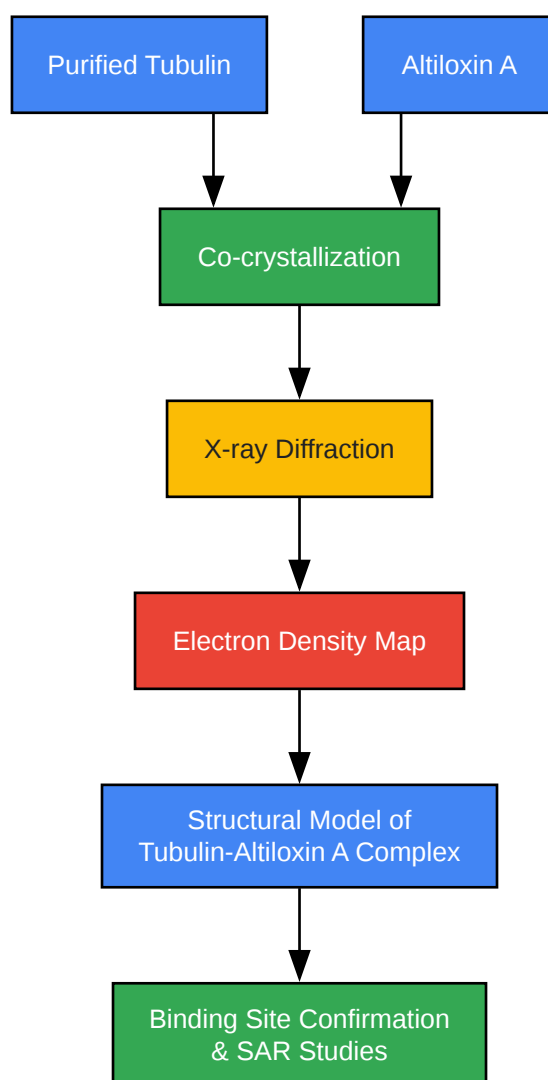 Purified Tubulin
Altiloxin A
Co-crystallization
X-ray Diffraction
Electron Density Map
Structural Model of
Tubulin-Altiloxin A Complex
Binding Site Confirmation
& SAR Studies